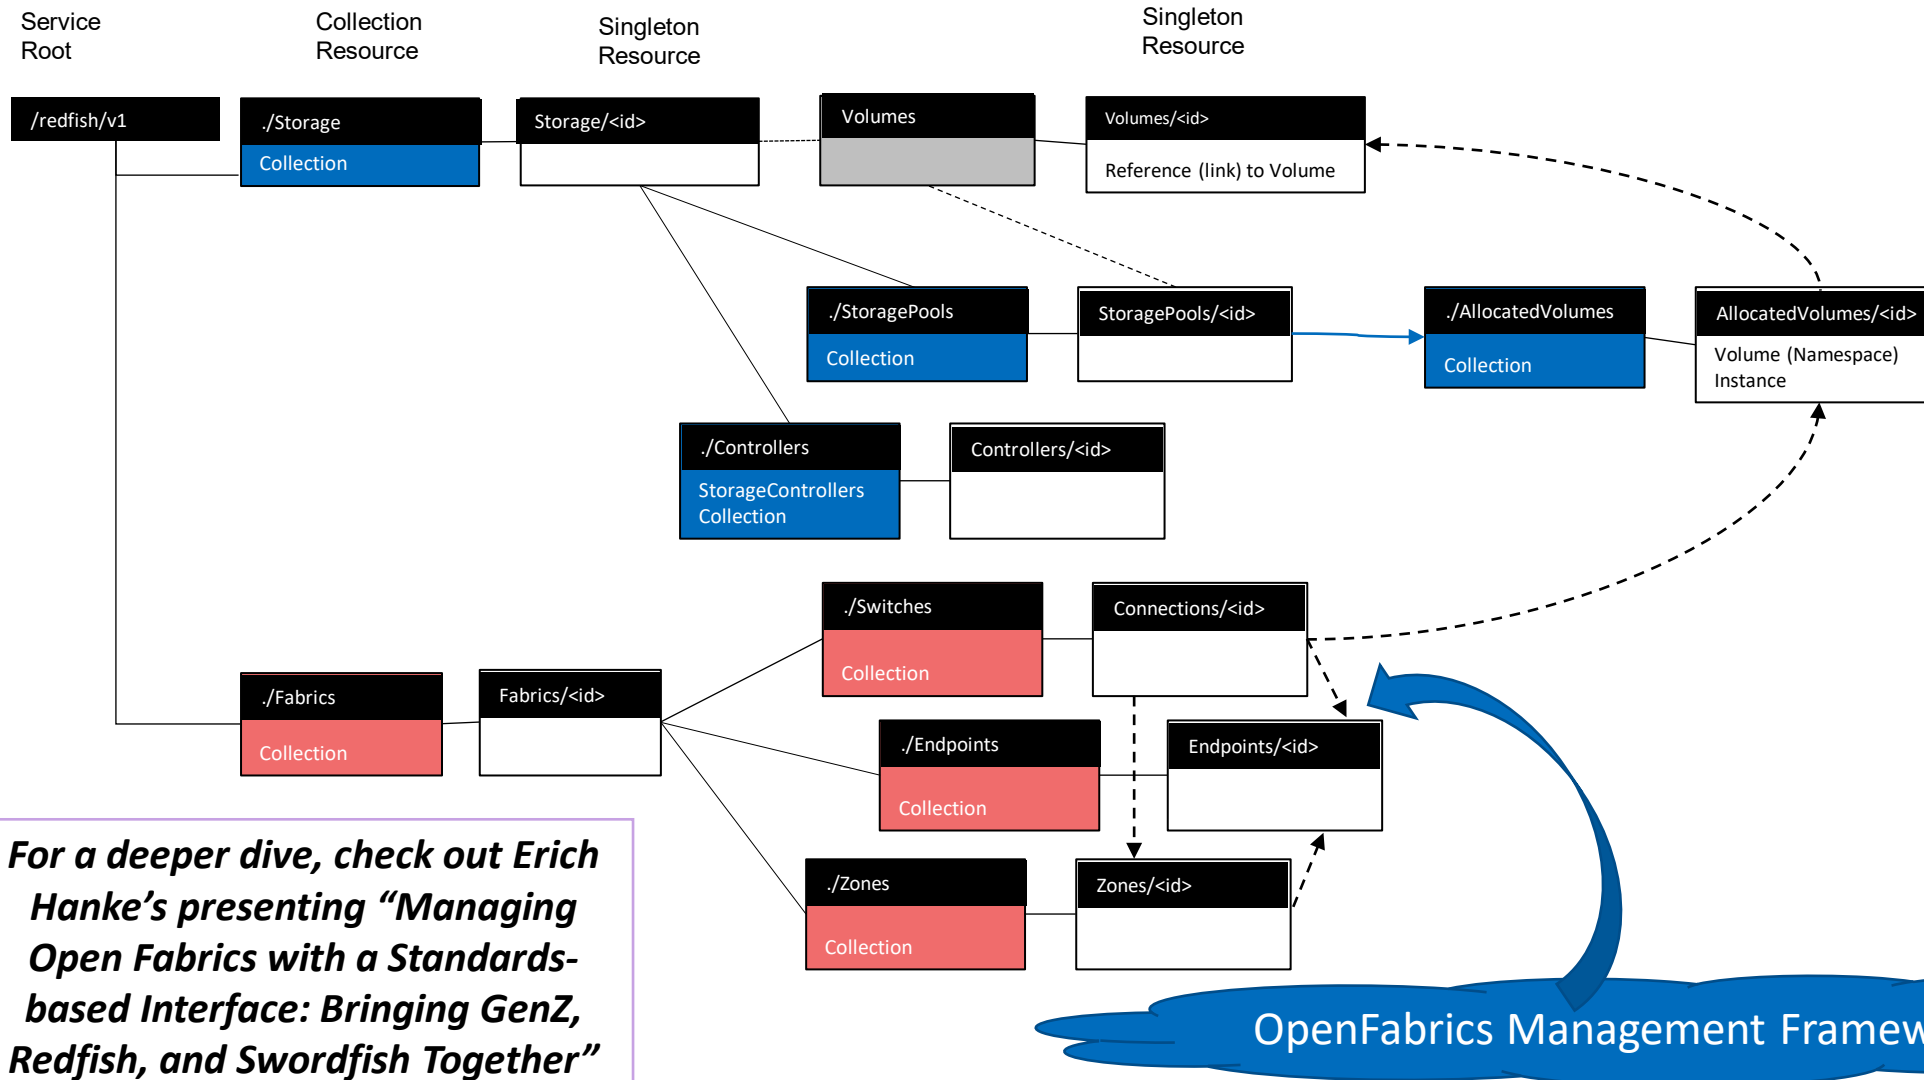 Service
Root
Collection
Resource
Singleton
Resource
Singleton
Resource
/redfish/v1
./Storage
Collection
Storage/<id>
Volumes
Volumes/<id>
Reference (link) to Volume
./StoragePools
Collection
StoragePools/<id>
./AllocatedVolumes
Collection
AllocatedVolumes/<id>
Volume (Namespace)
Instance
./Controllers
StorageControllers
Collection
Controllers/<id>
./Switches
Collection
Connections/<id>
./Fabrics
Collection
Fabrics/<id>
./Endpoints
Collection
Endpoints/<id>
./Zones
Collection
Zones/<id>
For a deeper dive, check out Erich
Hanke’s presenting “Managing
Open Fabrics with a Standards-
based Interface: Bringing GenZ,
Redfish, and Swordfish Together”
OpenFabrics Management